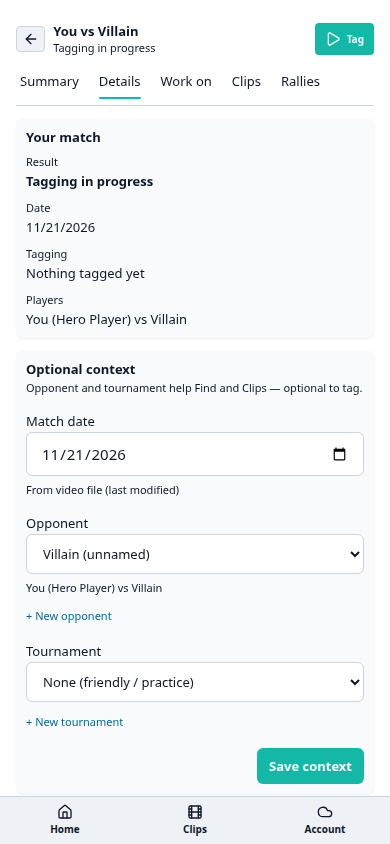 You vs Villain
Tagging in progress
Tag
Summary Details Work on Clips Rallies
Your match
Result
Tagging in progress
Date
11/21/2026
Tagging
Nothing tagged yet
Players
You (Hero Player) vs Villain
Optional context
Opponent and tournament help Find and Clips — optional to tag.
Match date
11/21/2026
From video file (last modified)
Opponent
Villain (unnamed)
You (Hero Player) vs Villain
+ New opponent
Tournament
None (friendly / practice)
+ New tournament
Save context
Home Clips Account